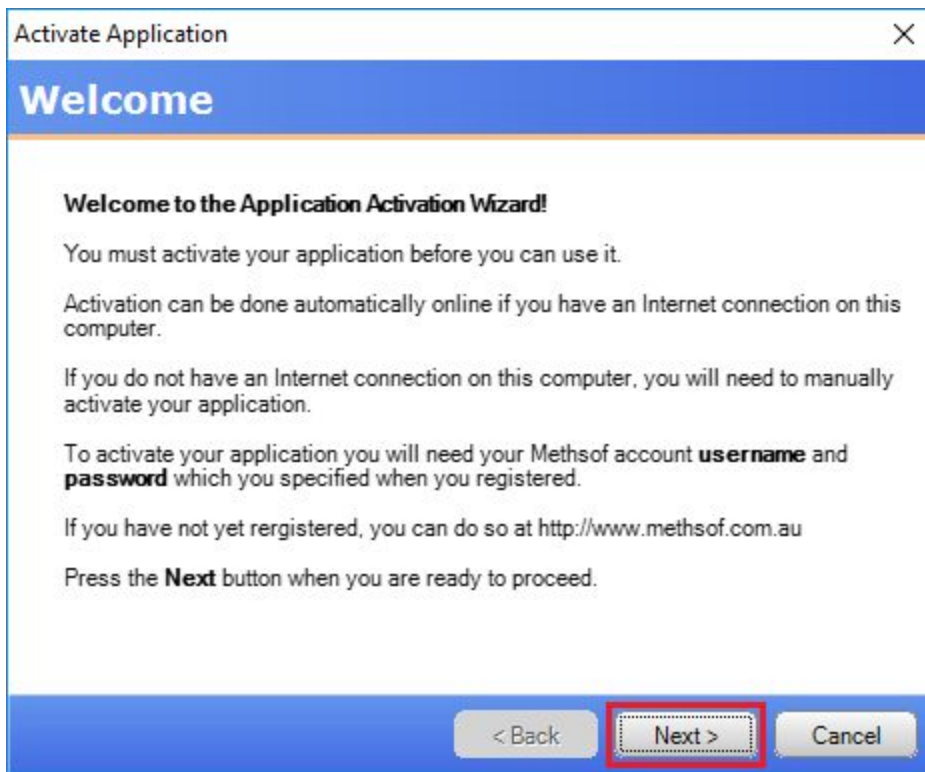 Activate Application
Welcome
Welcome to the Application Activation Wizard!
You must activate your application before you can use it.
Activation can be done automatically online if you have an Internet connection on this
computer.
If you do not have an Internet connection on this computer, you will need to manually
activate your application.
To activate your application you will need your Methsof account username and
password which you specified when you registered.
If you have not yet rergistered, you can do so at http://www.methsof.com.au
Press the Next button when you are ready to proceed.
< Back Next > Cancel